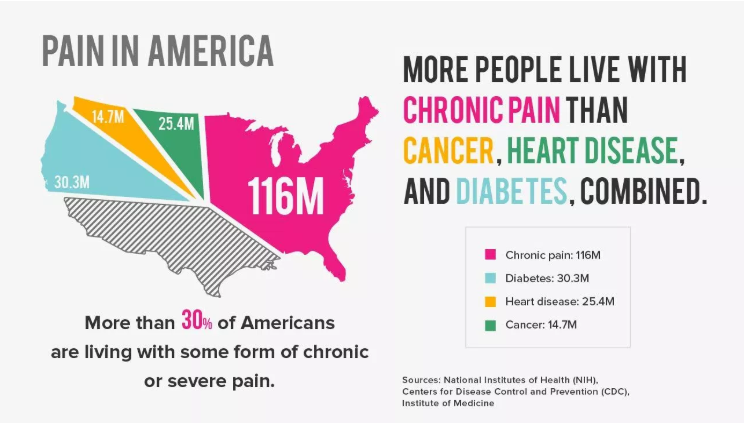 PAIN IN AMERICA
14.7M
25.4M
30.3M
116M
More than 30% of Americans
are living with some form of chronic
or severe pain.
MORE PEOPLE LIVE WITH
CHRONIC PAIN THAN
CANCER, HEART DISEASE,
AND DIABETES, COMBINED.
Chronic pain: 116M
Diabetes: 30.3M
Heart disease: 25.4M
Cancer: 14.7M
Sources: National Institutes of Health (NIH),
Centers for Disease Control and Prevention (CDC),
Institute of Medicine